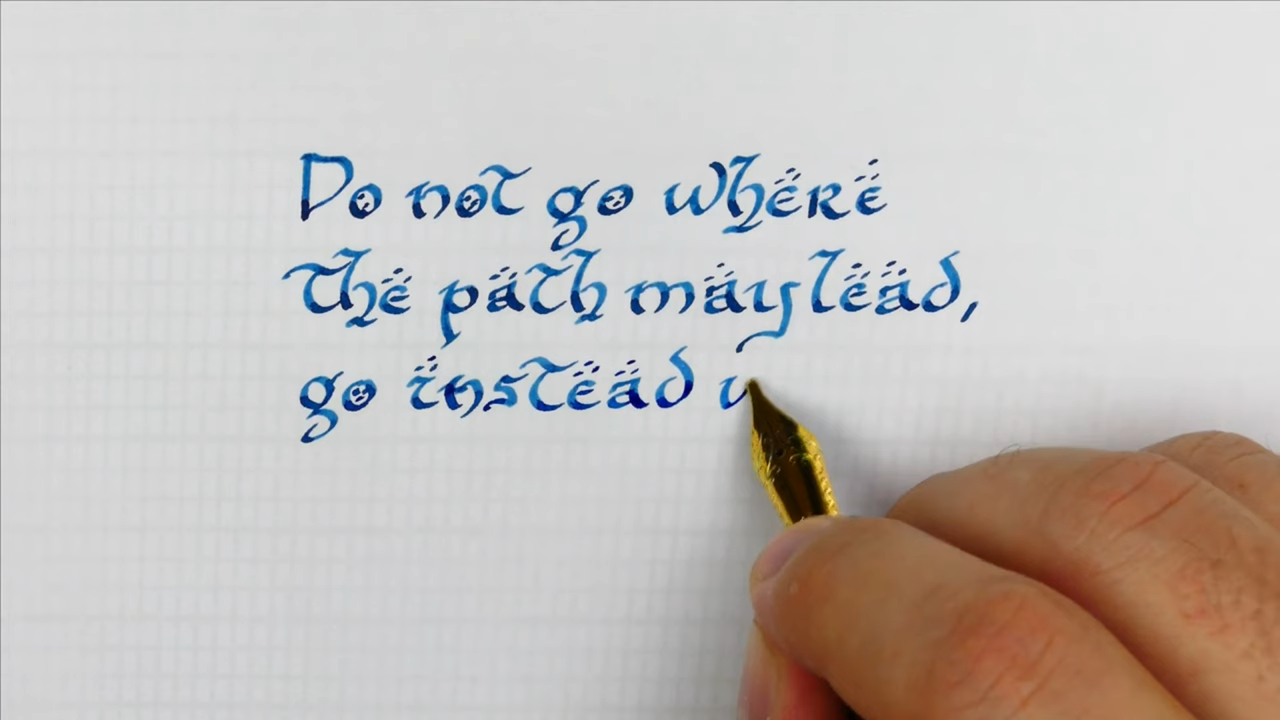 Do not go where
the path may lead,
go instead